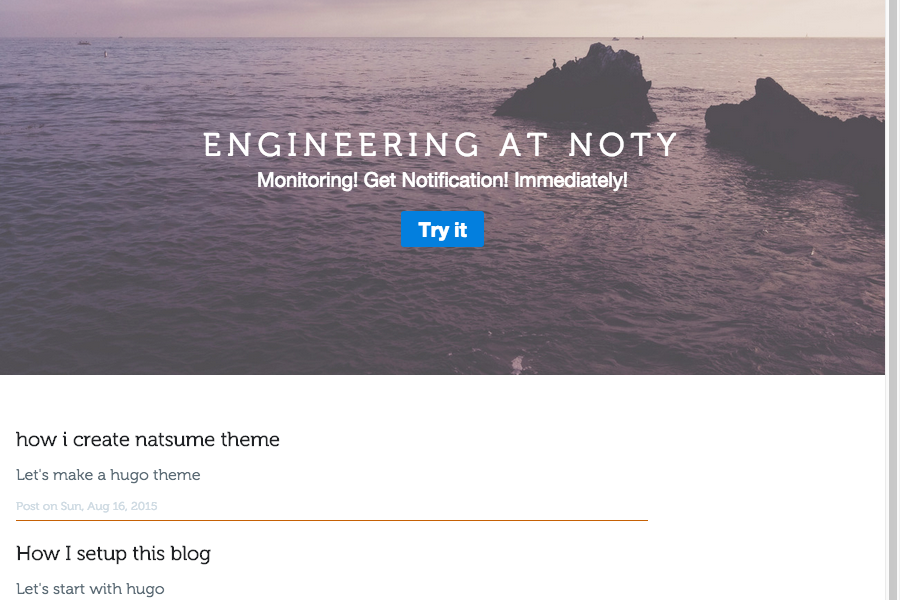 ENGINEERING AT NOTY
Monitoring! Get Notification! Immediately!
Try it
how i create natsume theme
Let's make a hugo theme
Post on Sun, Aug 16, 2015
How I setup this blog
Let's start with hugo